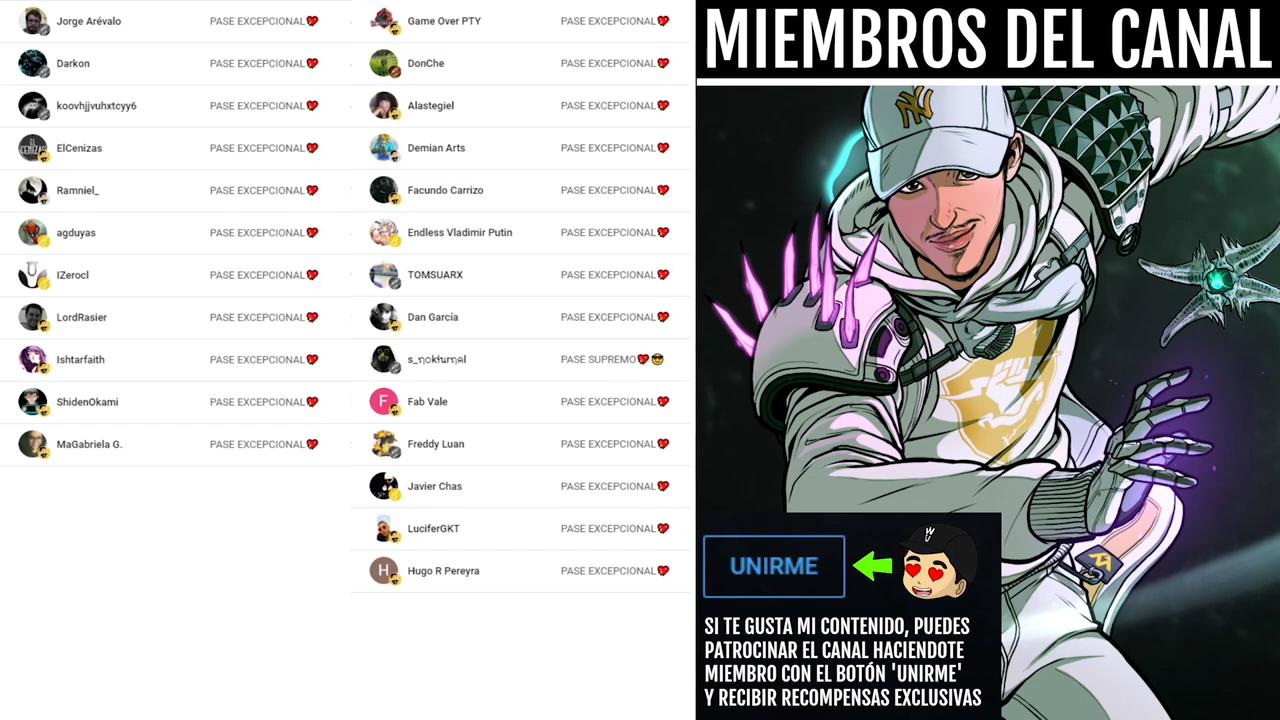 Jorge Arévalo PASE EXCEPCIONAL
Darkon PASE EXCEPCIONAL
koovhjjvuhxtcyy6 PASE EXCEPCIONAL
ElCenizas PASE EXCEPCIONAL
Ramniel_ PASE EXCEPCIONAL
agduyas PASE EXCEPCIONAL
IZerocl PASE EXCEPCIONAL
LordRasier PASE EXCEPCIONAL
Ishtarfaith PASE EXCEPCIONAL
ShidenOkami PASE EXCEPCIONAL
MaGabriela G. PASE EXCEPCIONAL
Game Over PTY PASE EXCEPCIONAL
DonChe PASE EXCEPCIONAL
Alastegiel PASE EXCEPCIONAL
Demian Arts PASE EXCEPCIONAL
Facundo Carrizo PASE EXCEPCIONAL
Endless Vladimir Putin PASE EXCEPCIONAL
TOMSUARX PASE EXCEPCIONAL
Dan García PASE EXCEPCIONAL
PASE SUPREMO
F Fab Vale PASE EXCEPCIONAL
Freddy Luan PASE EXCEPCIONAL
Javier Chas PASE EXCEPCIONAL
LuciferGKT PASE EXCEPCIONAL
H Hugo R Pereyra PASE EXCEPCIONAL
MIEMBROS DEL CANAL
NY
UNIRME
SI TE GUSTA MI CONTENIDO, PUEDES
PATROCINAR EL CANAL HACIENDOTE
MIEMBRO CON EL BOTÓN 'UNIRME'
Y RECIBIR RECOMPENSAS EXCLUSIVAS